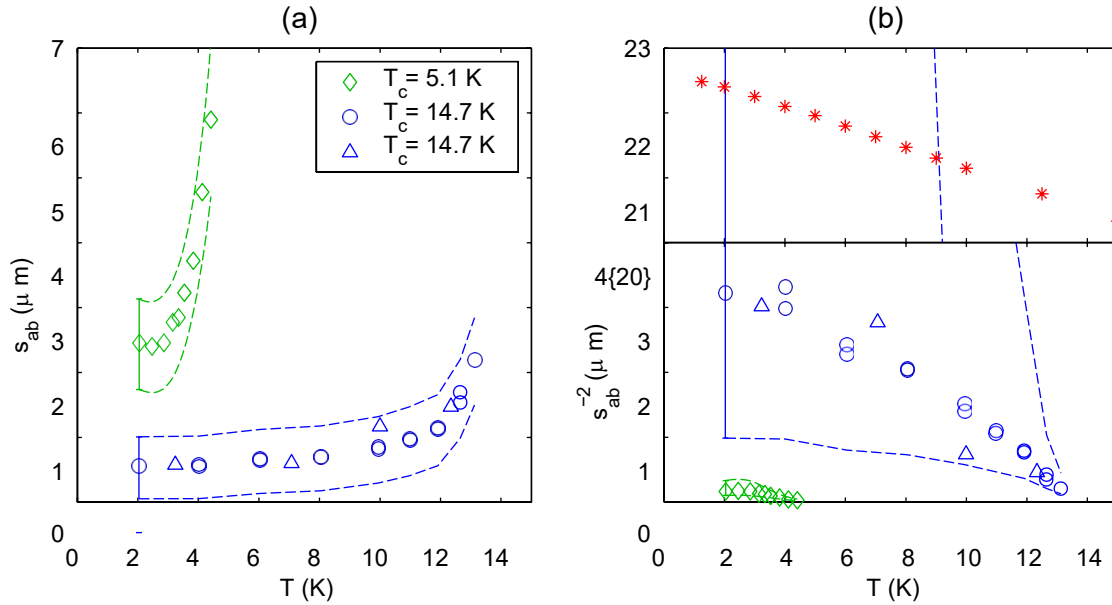 (a)
(b)
7
6
5
4
3
2
1
0
s_ab (μ m)
T_c = 5.1 K
T_c = 14.7 K
T_c = 14.7 K
0 2 4 6 8 10 12 14
T (K)
23
22
21
4{20}
3
2
1
0
s_ab^-2 (μ m)
0 2 4 6 8 10 12 14
T (K)